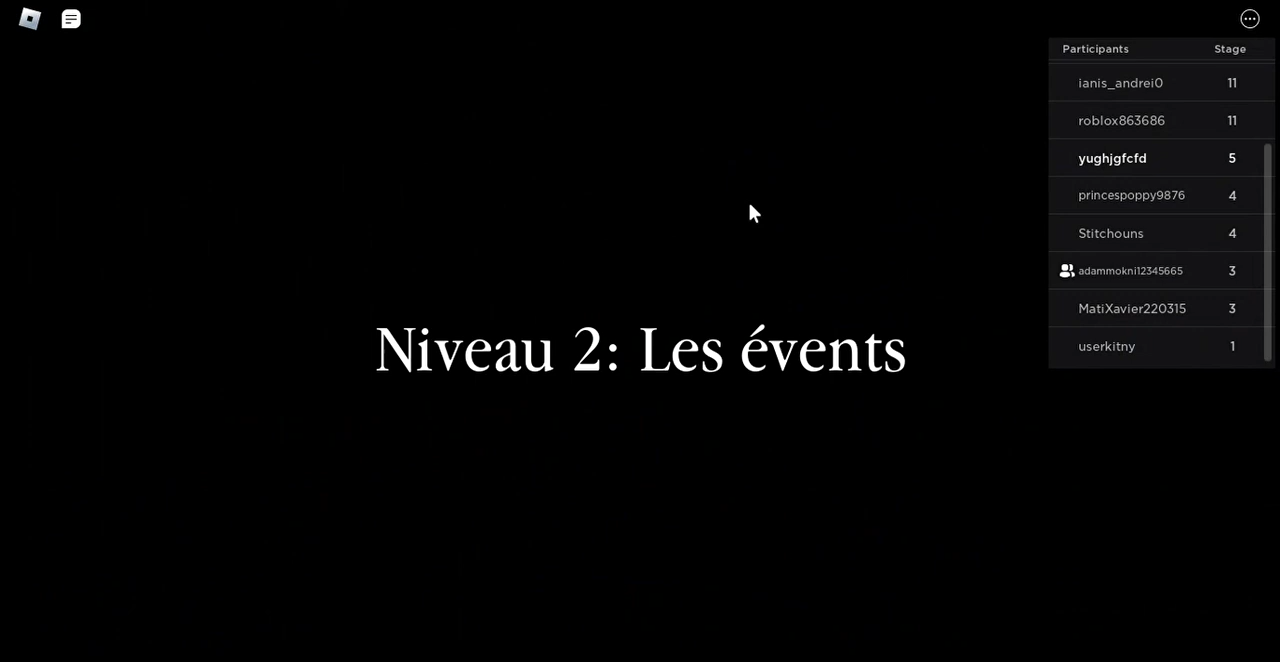 Participants Stage
ianis_andrei0 11
roblox863686 11
yughjgfcfd 5
princespoppy9876 4
Stitchouns 4
adammokni12345665 3
MatiXavier220315 3
userkitny 1
Niveau 2: Les évents